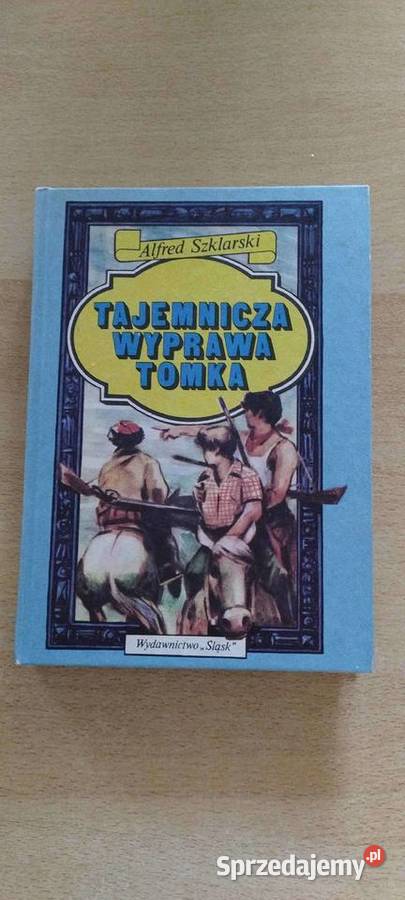 Alfred Szklarski
TAJEMNICZA
WYPRAWA
TOMKA
Wydawnictwo „Śląsk"
Sprzedajemy.pl